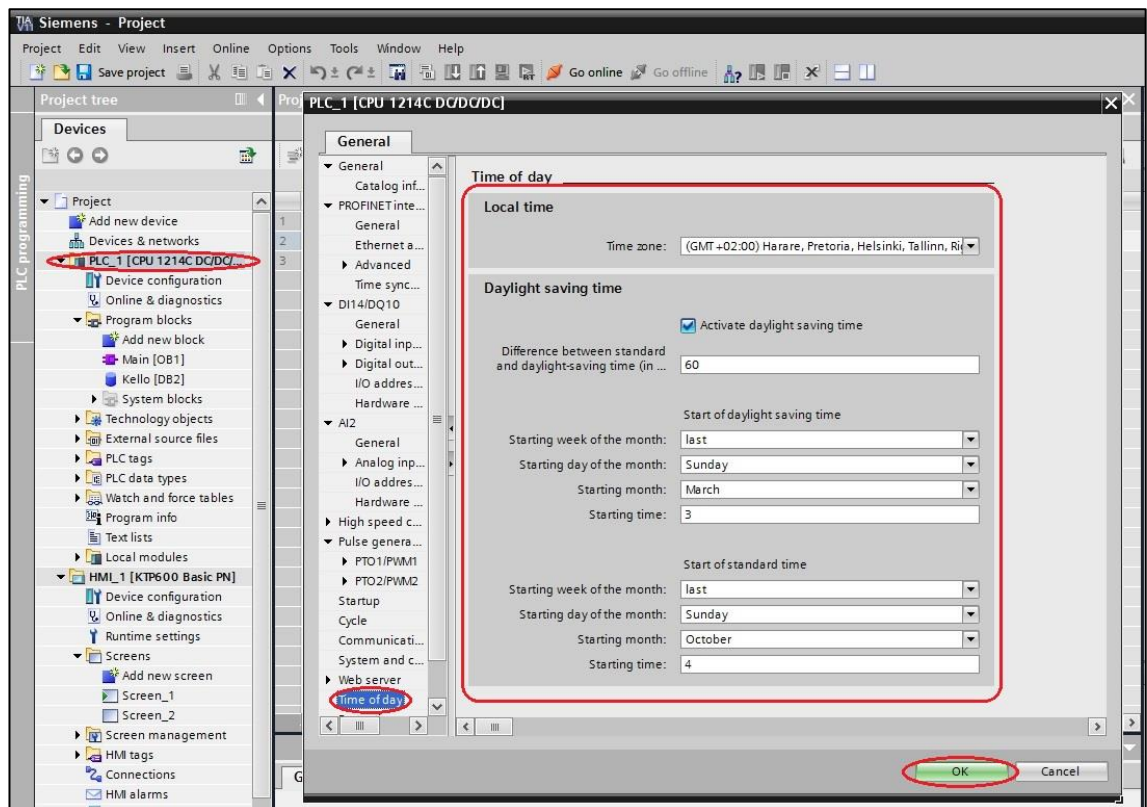 Siemens - Project
Project Edit View Insert Online Options Tools Window Help
Save project Go online Go offline
Project tree
Devices
PLC programming
Project
Add new device
Devices & networks
PLC_1 [CPU 1214C DC/DC/...
Device configuration
Online & diagnostics
Program blocks
Add new block
Main [OB1]
Kello [DB2]
System blocks
Technology objects
External source files
PLC tags
PLC data types
Watch and force tables
Program info
Text lists
Local modules
HMI_1 [KTP600 Basic PN]
Device configuration
Online & diagnostics
Runtime settings
Screens
Add new screen
Screen_1
Screen_2
Screen management
HMI tags
Connections
HMI alarms
Proj
1
2
3
G
PLC_1 [CPU 1214C DC/DC/DC]
General
General
Catalog inf...
PROFINET inte...
General
Ethernet a...
Advanced
Time sync...
DI14/DQ10
General
Digital inp...
Digital out...
I/O addres...
Hardware ...
AI2
General
Analog inp...
I/O addres...
Hardware ...
High speed c...
Pulse genera...
PTO1/PWM1
PTO2/PWM2
Startup
Cycle
Communicati...
System and c...
Web server
Time of day
Time of day
Local time
Time zone: (GMT +02:00) Harare, Pretoria, Helsinki, Tallinn, Ri
Daylight saving time
Activate daylight saving time
Difference between standard
and daylight-saving time (in ... 60
Start of daylight saving time
Starting week of the month: last
Starting day of the month: Sunday
Starting month: March
Starting time: 3
Start of standard time
Starting week of the month: last
Starting day of the month: Sunday
Starting month: October
Starting time: 4
OK Cancel